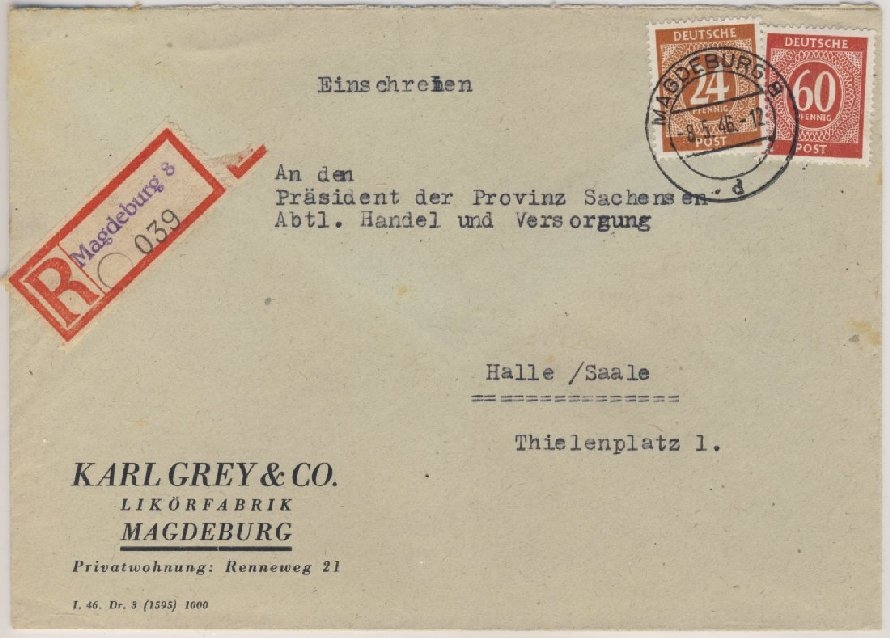 Einschreiben
DEUTSCHE
24
PFENNIG
POST
DEUTSCHE
60
PFENNIG
POST
MAGDEBURG 8
-8.5.46.-12
d
R
Magdeburg 8
039
An den
Präsident der Provinz Sachensen
Abtl. Handel und Versorgung
Halle /Saale
===============
Thielenplatz 1.
KARL GREY & CO.
LIKÖRFABRIK
MAGDEBURG
Privatwohnung: Renneweg 21
I. 46. Dr. 3 (1595) 1000